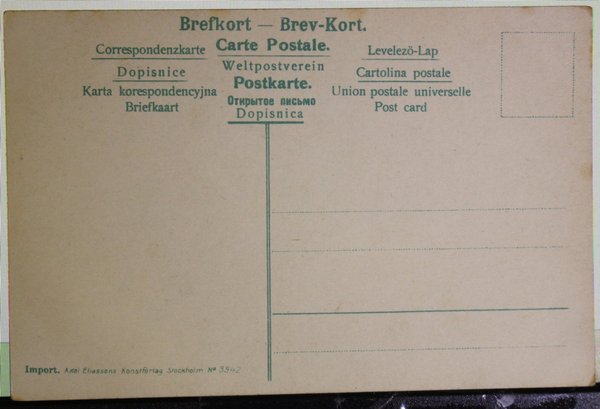 Brefkort — Brev-Kort.
Correspondenzkarte Carte Postale. Levelező-Lap
Weltpostverein
Dopisnice Postkarte. Cartolina postale
Karta korespondencyjna Открытое письмо Union postale universelle
Briefkaart Dopisnica Post card
Import. Axel Eliassons Konstförlag Stockholm No 3942